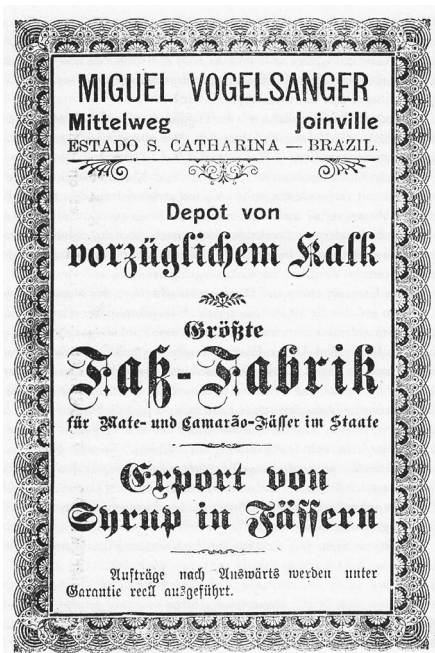 MIGUEL VOGELSANGER
Mittelweg Joinville
ESTADO S. CATHARINA — BRAZIL.
Depot von
vorzüglichem Kalk
Größte
Faß-Fabrik
für Mate- und Camarão-Fässer im Staate
Export von
Syrup in Fässern
Aufträge nach Auswärts werden unter
Garantie reell ausgeführt.